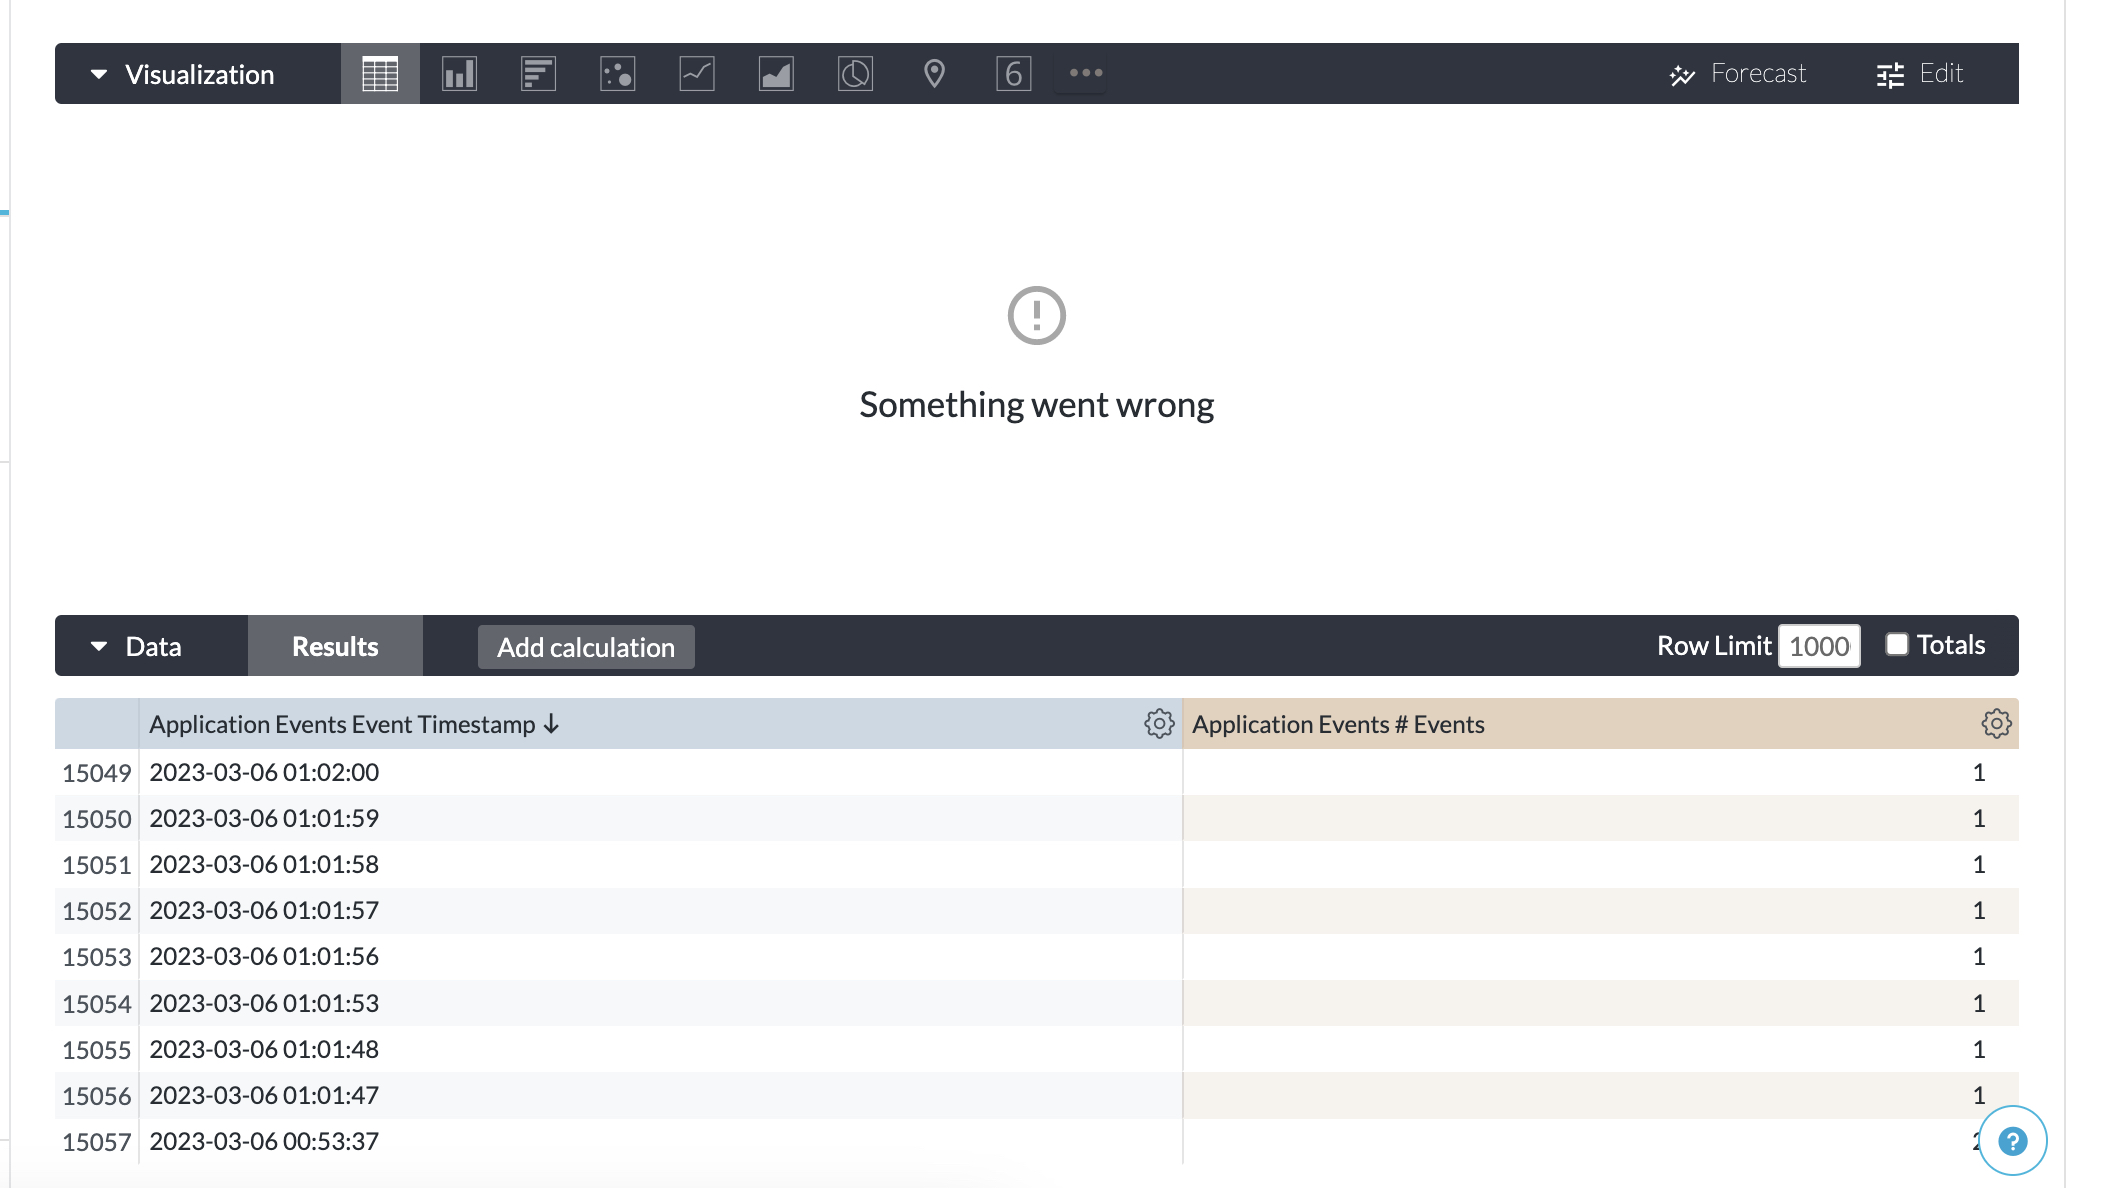 Visualization 6 Forecast Edit
Something went wrong
Data Results Add calculation Row Limit 1000 Totals
Application Events Event Timestamp Application Events # Events
15049 2023-03-06 01:02:00 1
15050 2023-03-06 01:01:59 1
15051 2023-03-06 01:01:58 1
15052 2023-03-06 01:01:57 1
15053 2023-03-06 01:01:56 1
15054 2023-03-06 01:01:53 1
15055 2023-03-06 01:01:48 1
15056 2023-03-06 01:01:47 1
15057 2023-03-06 00:53:37